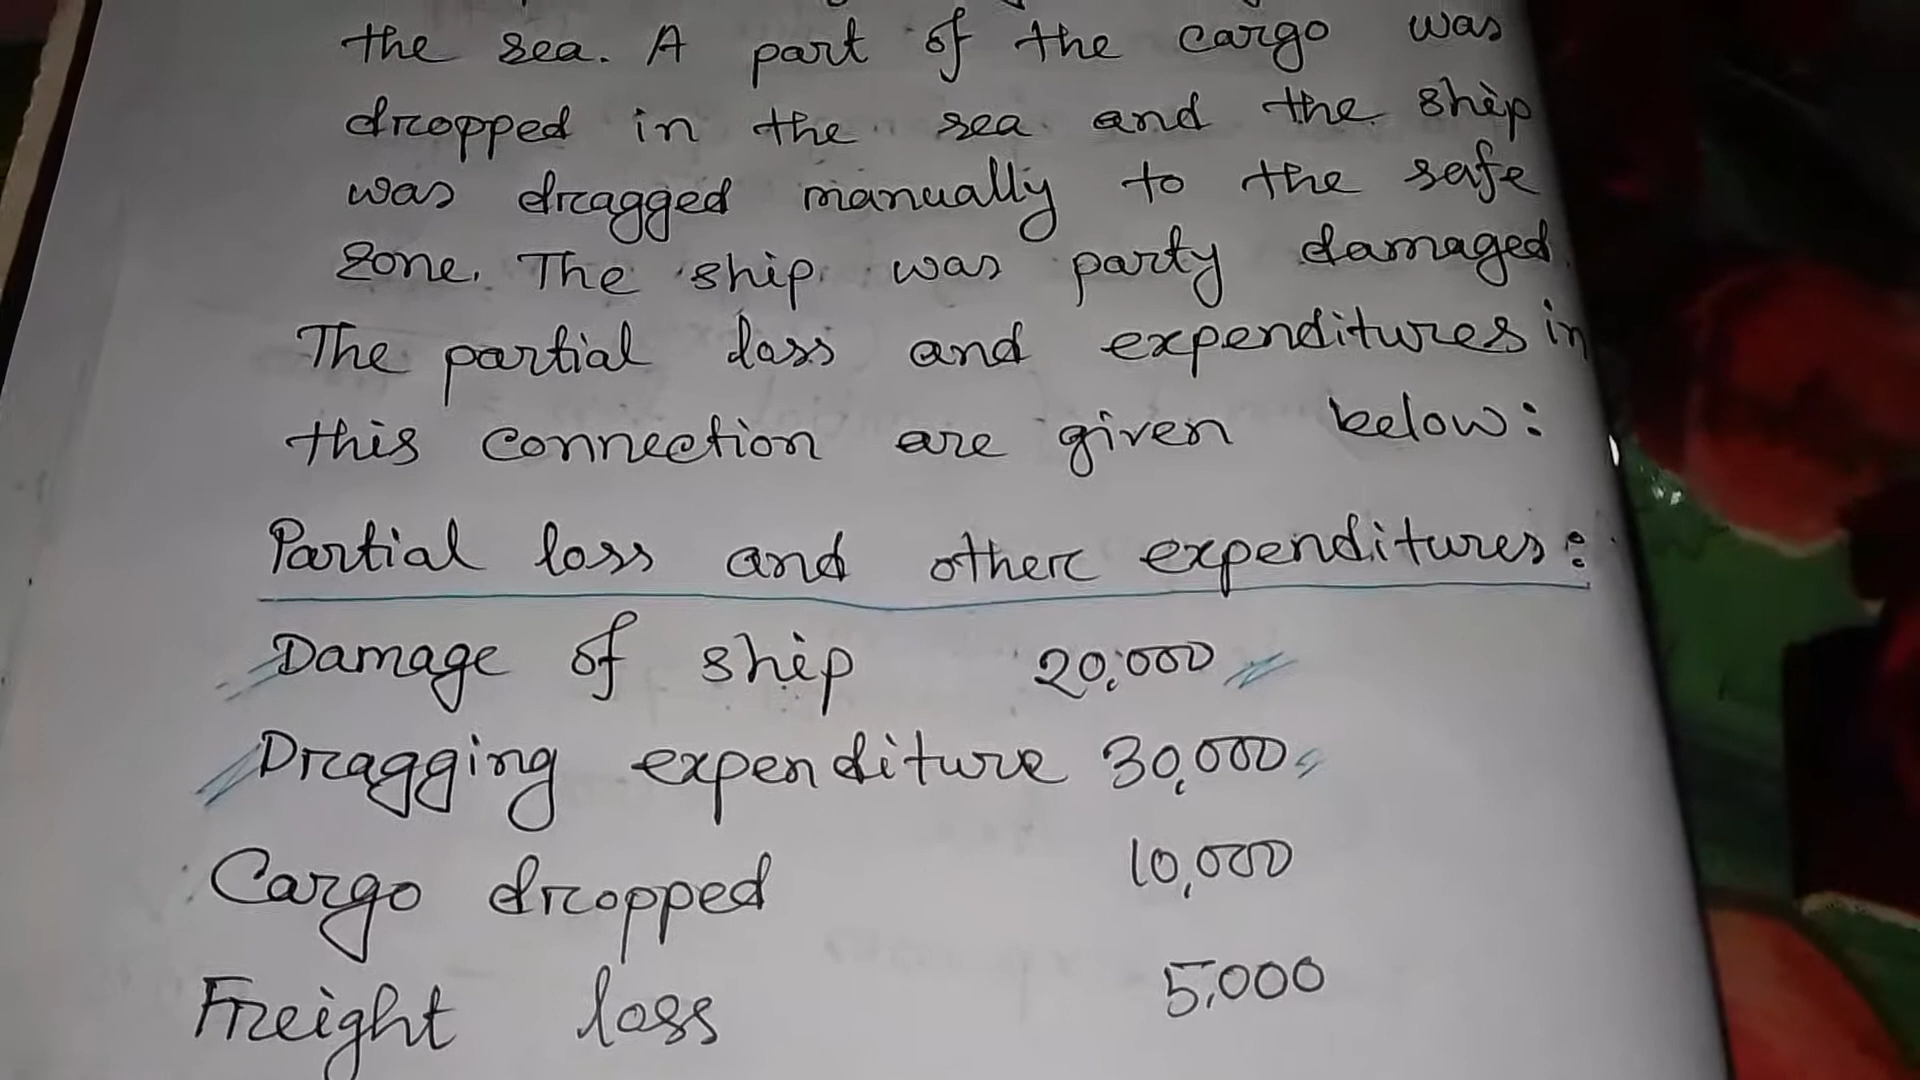 the sea. A part of the cargo was
dropped in the sea and the ship
was dragged manually to the safe
zone. The ship was party damaged.
The partial loss and expenditures in
this connection are given below:
Partial loss and other expenditures:
Damage of ship 20,000
Dragging expenditure 30,000
Cargo dropped 10,000
Freight loss 5,000